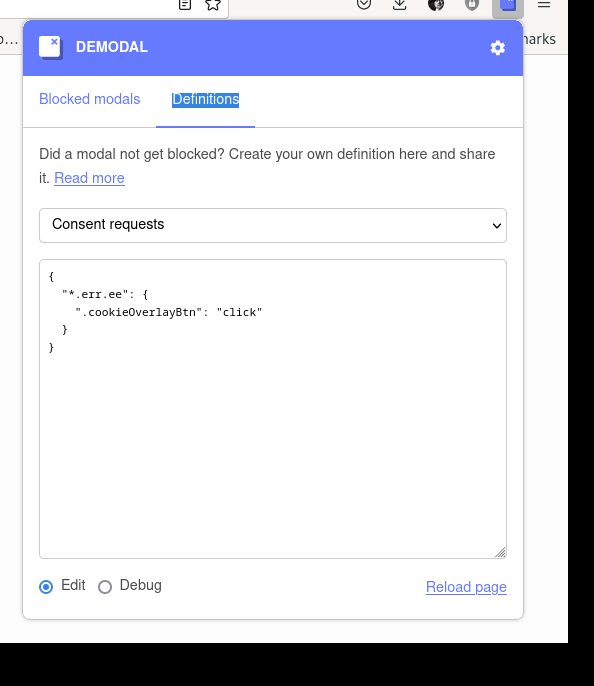 o…
arks
DEMODAL
Blocked modals
Definitions
Did a modal not get blocked? Create your own definition here and share
it. Read more
Consent requests
{
"*.err.ee": {
".cookieOverlayBtn": "click"
}
}
Edit
Debug
Reload page